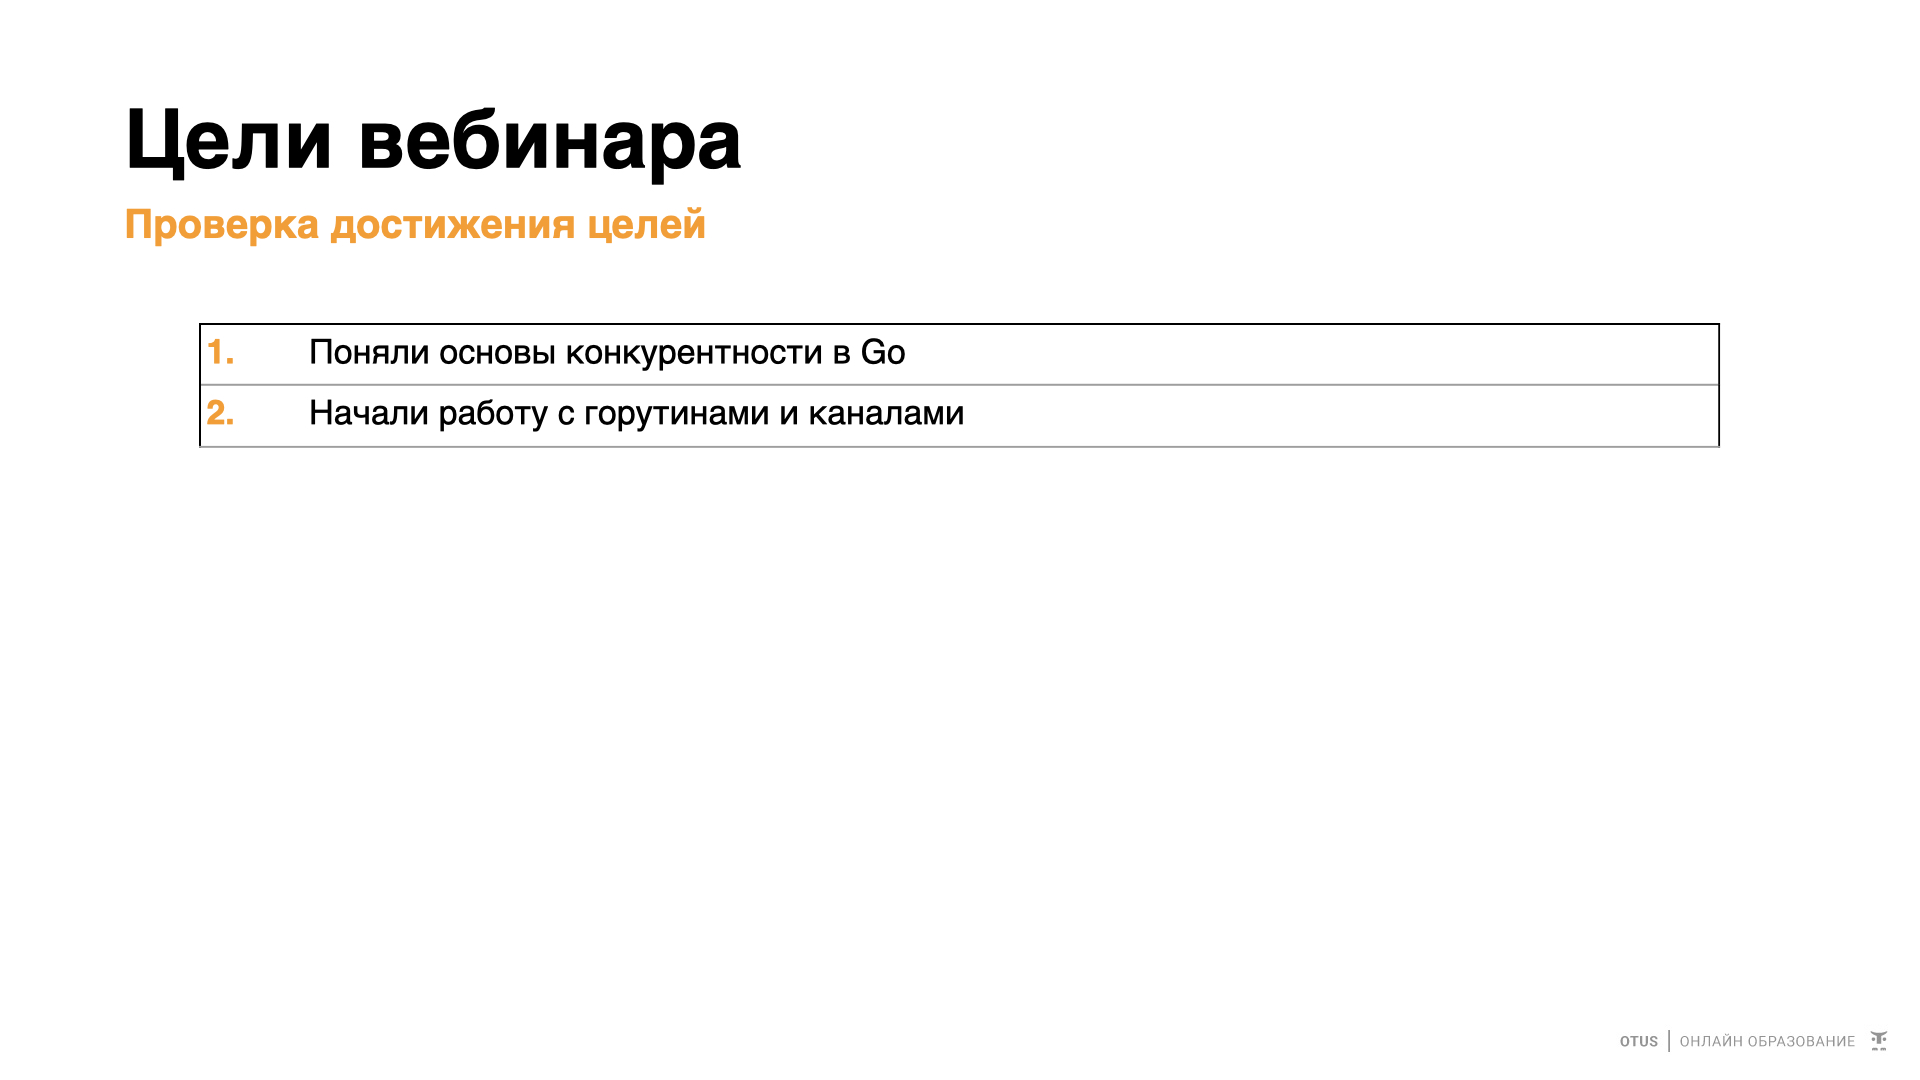 Цели вебинара
Проверка достижения целей
1. Поняли основы конкурентности в Go
2. Начали работу с горутинами и каналами
OTUS | ОНЛАЙН ОБРАЗОВАНИЕ